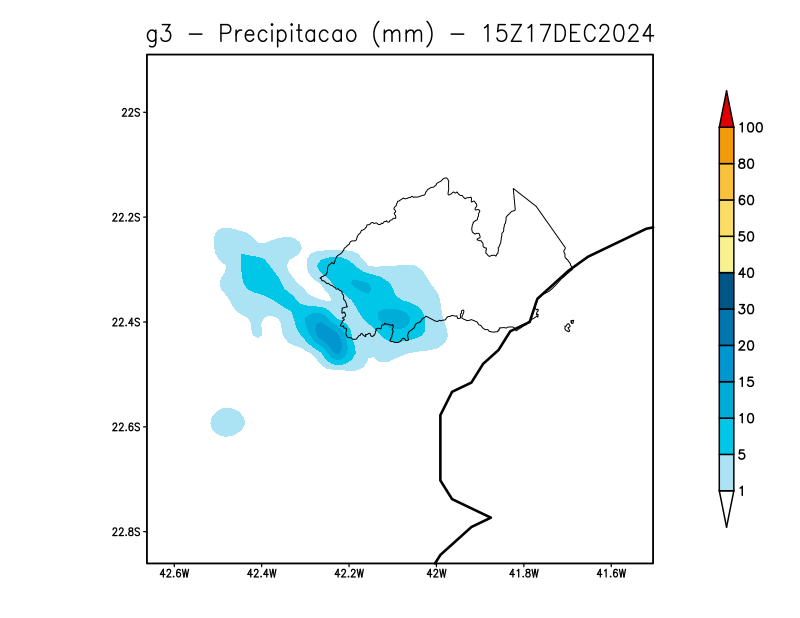 g3 - Precipitacao (mm) - 15Z17DEC2024
22S
22.2S
22.4S
22.6S
22.8S
42.6W
42.4W
42.2W
42W
41.8W
41.6W
100
80
60
50
40
30
20
15
10
5
1